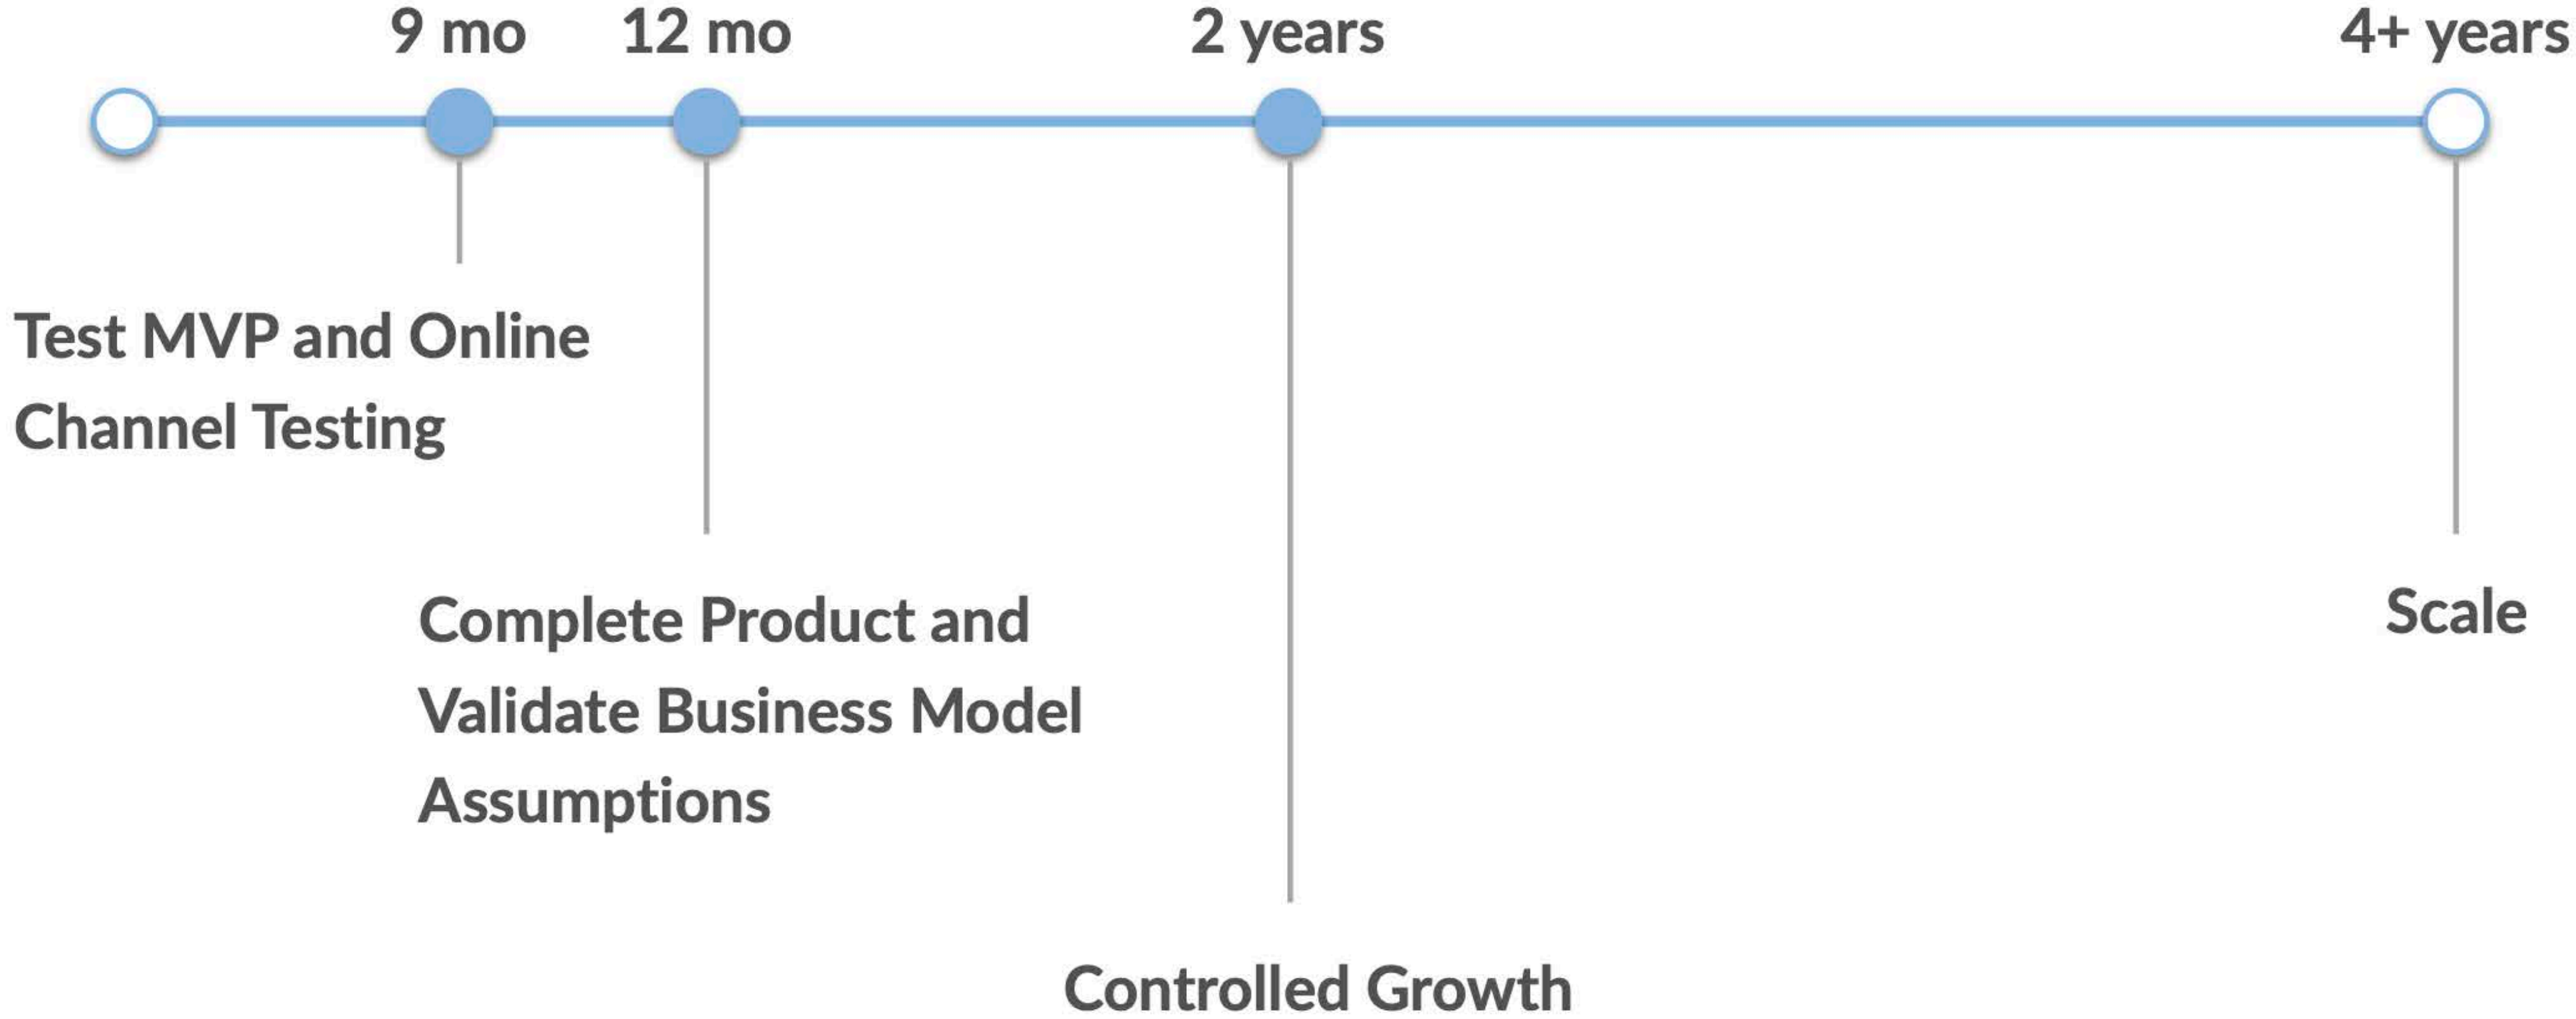 9 mo
12 mo
2 years
4+ years
Test MVP and Online
Channel Testing
Complete Product and
Validate Business Model
Assumptions
Scale
Controlled Growth